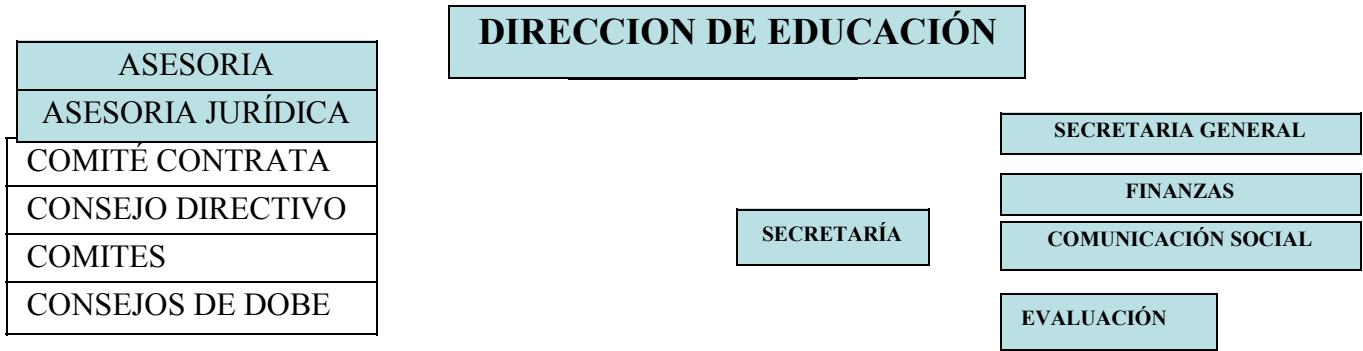 DIRECCION DE EDUCACIÓN
ASESORIA
ASESORIA JURÍDICA
COMITÉ CONTRATA
CONSEJO DIRECTIVO
COMITES
CONSEJOS DE DOBE
SECRETARÍA
SECRETARIA GENERAL
FINANZAS
COMUNICACIÓN SOCIAL
EVALUACIÓN